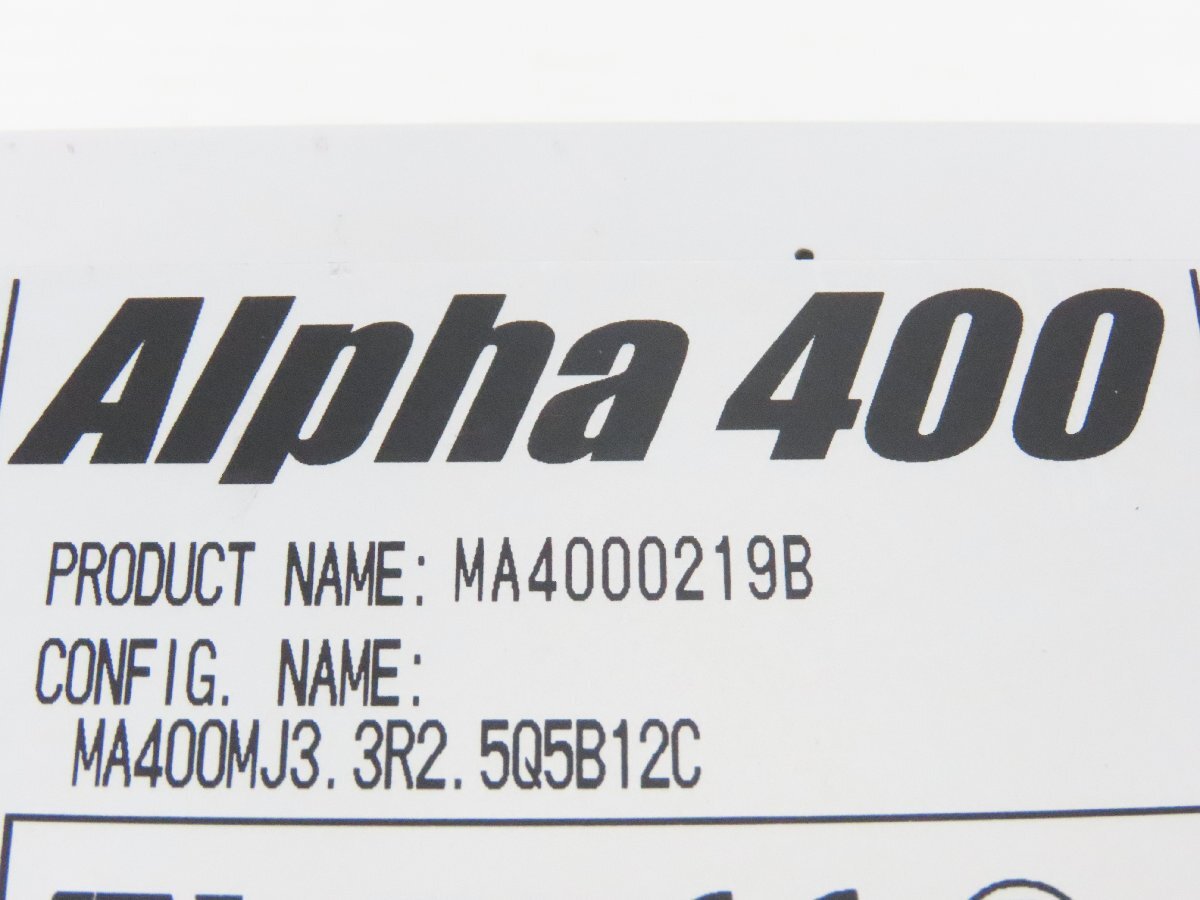 Alpha 400
PRODUCT NAME: MA4000219B
CONFIG. NAME:
MA400MJ3.3R2.5Q5B12C